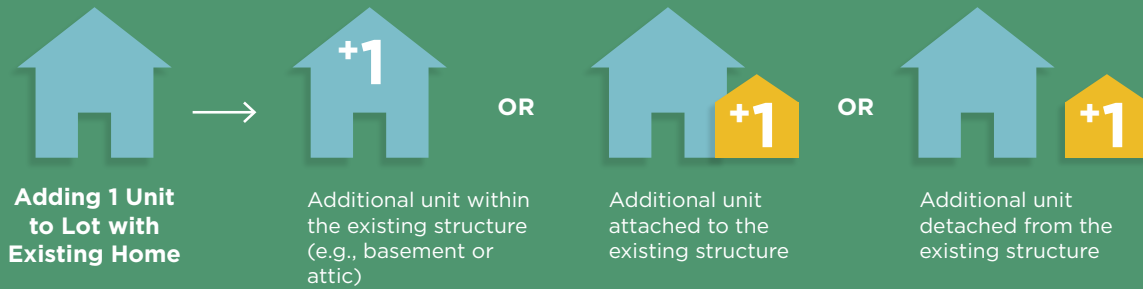 +1
OR
+1
OR
+1
Adding 1 Unit
to Lot with
Existing Home
Additional unit within
the existing structure
(e.g., basement or
attic)
Additional unit
attached to the
existing structure
Additional unit
detached from the
existing structure